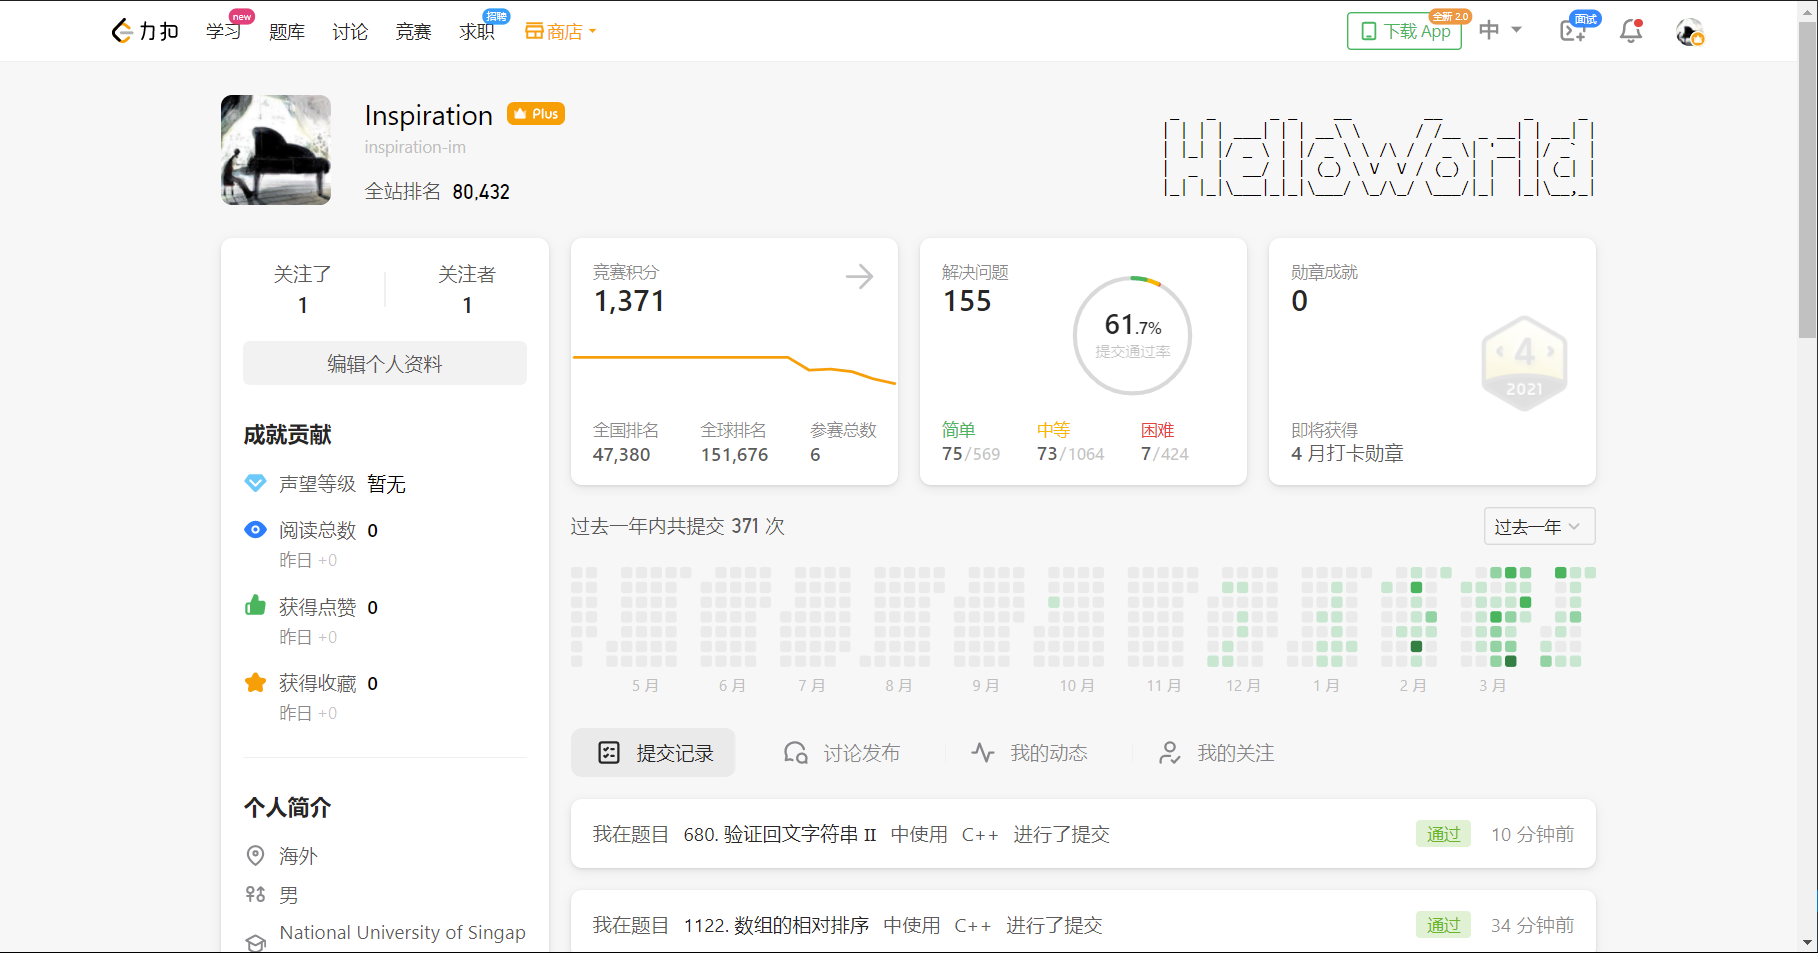 力扣 学习 new 题库 讨论 竞赛 求职 招聘 商店 下载 App 全新 2.0 中 面试
Inspiration Plus
inspiration-im
全站排名 80,432
HelloWorld
关注了 关注者
1 1
编辑个人资料
成就贡献
声望等级 暂无
阅读总数 0
昨日 +0
获得点赞 0
昨日 +0
获得收藏 0
昨日 +0
个人简介
海外
男
National University of Singap
竞赛积分
1,371
全国排名 全球排名 参赛总数
47,380 151,676 6
解决问题
155
61.7%
提交通过率
简单 中等 困难
75/569 73/1064 7/424
勋章成就
0
4
2021
即将获得
4 月打卡勋章
过去一年内共提交 371 次 过去一年
5 月 6 月 7 月 8 月 9 月 10 月 11 月 12 月 1 月 2 月 3 月
提交记录 讨论发布 我的动态 我的关注
我在题目 680. 验证回文字符串 II 中使用 C++ 进行了提交 通过 10 分钟前
我在题目 1122. 数组的相对排序 中使用 C++ 进行了提交 通过 34 分钟前